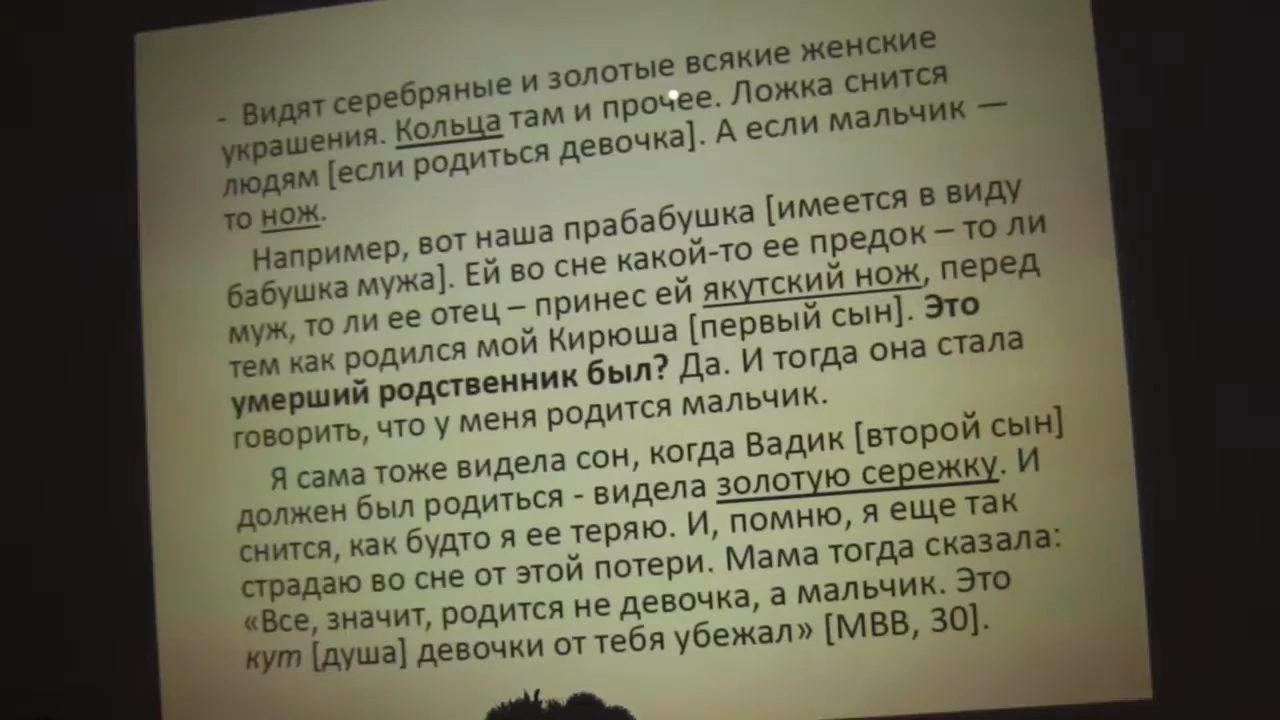 - Видят серебряные и золотые всякие женские
украшения. Кольца там и прочее. Ложка снится
людям [если родиться девочка]. А если мальчик —
то нож.
Например, вот наша прабабушка [имеется в виду
бабушка мужа]. Ей во сне какой-то ее предок – то ли
муж, то ли ее отец – принес ей якутский нож, перед
тем как родился мой Кирюша [первый сын]. Это
умерший родственник был? Да. И тогда она стала
говорить, что у меня родится мальчик.
Я сама тоже видела сон, когда Вадик [второй сын]
должен был родиться - видела золотую сережку. И
снится, как будто я ее теряю. И, помню, я еще так
страдаю во сне от этой потери. Мама тогда сказала:
«Все, значит, родится не девочка, а мальчик. Это
кут [душа] девочки от тебя убежал» [МВВ, 30].